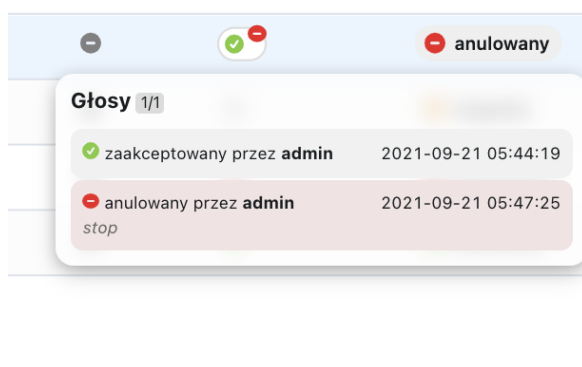 anulowany
Głosy 1/1
zaakceptowany przez admin 2021-09-21 05:44:19
anulowany przez admin 2021-09-21 05:47:25
stop